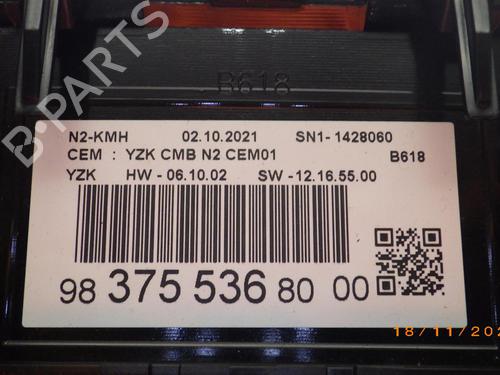 B618
N2-KMH 02.10.2021 SN1- 1428060
CEM : YZK CMB N2 CEM01 B618
YZK HW - 06.10.02 SW -12.16.55.00
98 375 536 80 00
B-PARTS
18/11/202